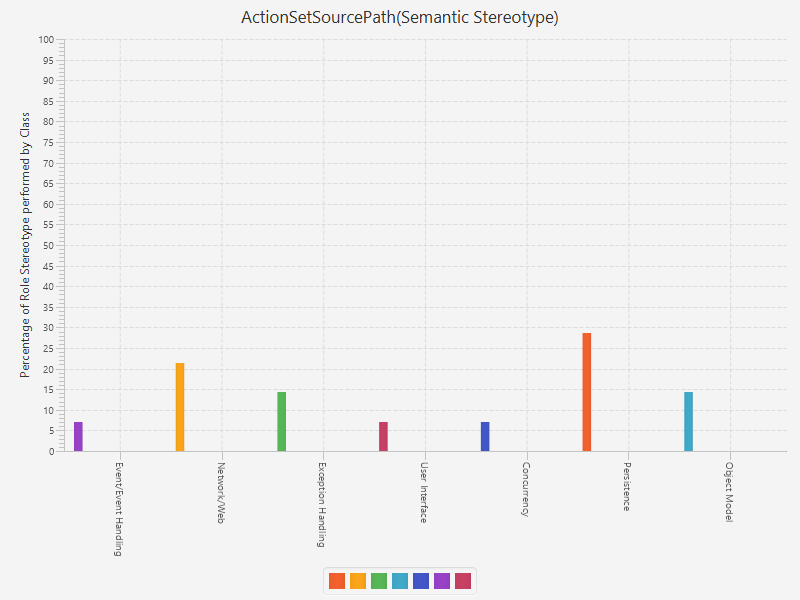 ActionSetSourcePath(Semantic Stereotype)
Percentage of Role Stereotype performed by Class
100
95
90
85
80
75
70
65
60
55
50
45
40
35
30
25
20
15
10
5
0
Event/Event Handling
Network/Web
Exception Handling
User Interface
Concurrency
Persistence
Object Model